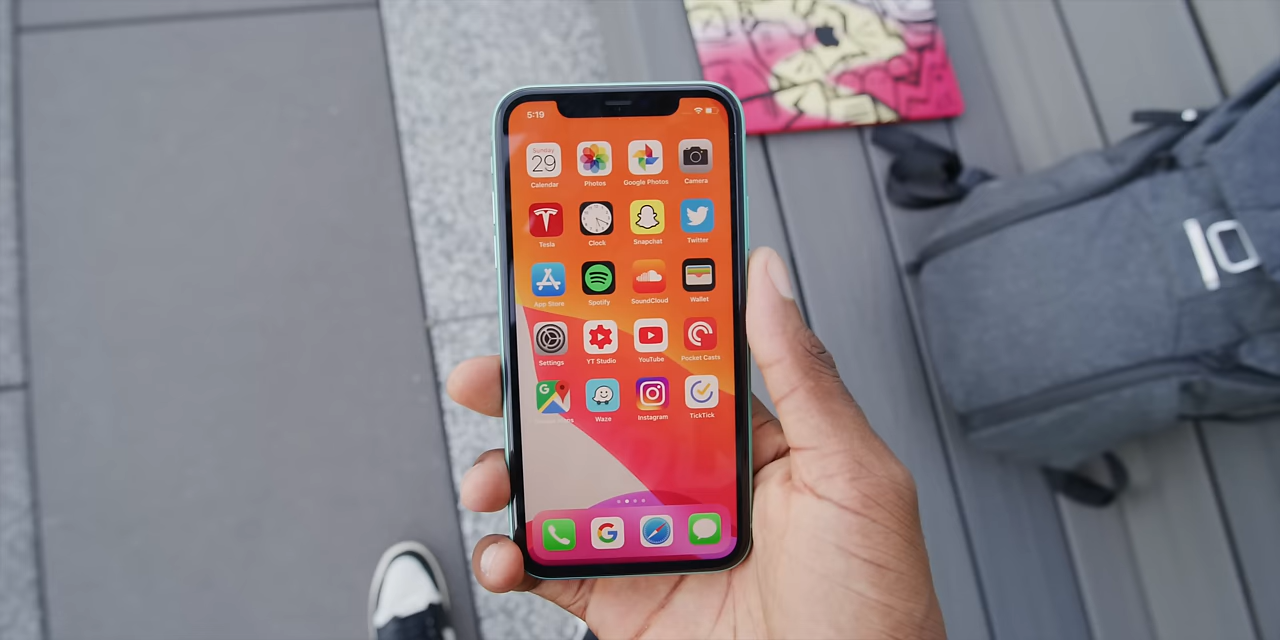 5:19
Sunday
29
Calendar
Photos
Google Photos
Camera
Tesla
Clock
Snapchat
Twitter
App Store
Spotify
SoundCloud
Wallet
Settings
YT Studio
YouTube
Pocket Casts
Waze
Instagram
TickTick